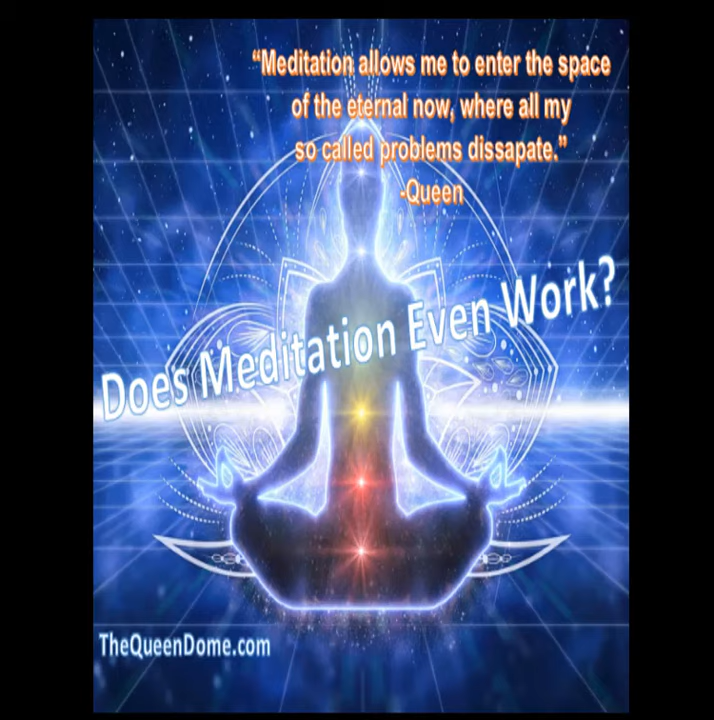 “Meditation allows me to enter the space
of the eternal now, where all my
so called problems dissapate.”
-Queen
Does Meditation Even Work?
TheQueenDome.com